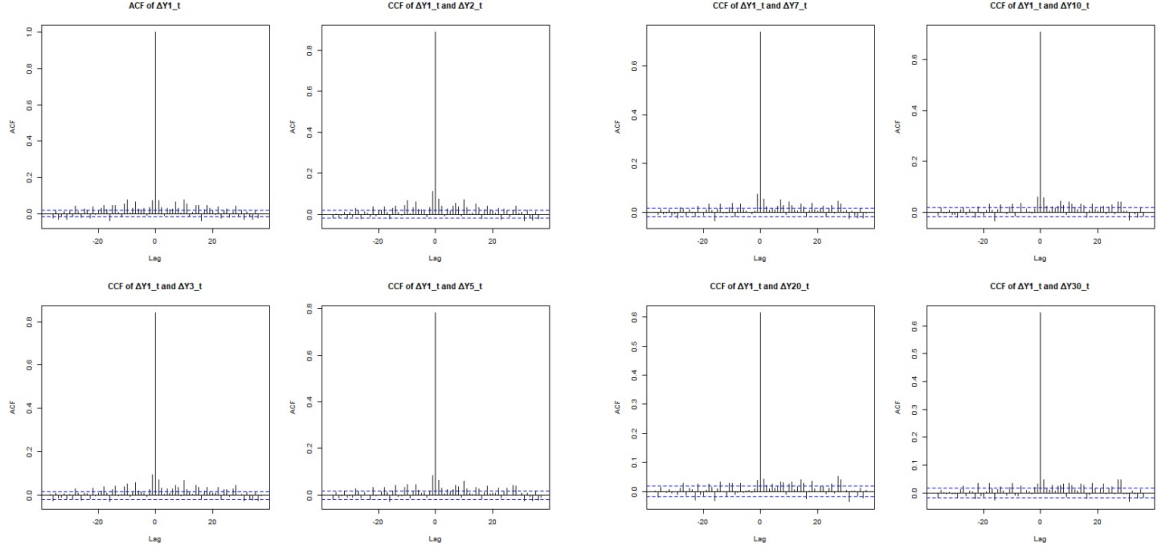 ACF of ΔY1_t
ACF
1.0
0.8
0.6
0.4
0.2
0.0
-20 0 20
Lag
CCF of ΔY1_t and ΔY2_t
ACF
0.8
0.6
0.4
0.2
0.0
-20 0 20
Lag
CCF of ΔY1_t and ΔY7_t
ACF
0.6
0.4
0.2
0.0
-20 0 20
Lag
CCF of ΔY1_t and ΔY10_t
ACF
0.6
0.4
0.2
0.0
-20 0 20
Lag
CCF of ΔY1_t and ΔY3_t
ACF
0.8
0.6
0.4
0.2
0.0
-20 0 20
Lag
CCF of ΔY1_t and ΔY5_t
ACF
0.8
0.6
0.4
0.2
0.0
-20 0 20
Lag
CCF of ΔY1_t and ΔY20_t
ACF
0.6
0.5
0.4
0.3
0.2
0.1
0.0
-20 0 20
Lag
CCF of ΔY1_t and ΔY30_t
ACF
0.6
0.5
0.4
0.3
0.2
0.1
0.0
-20 0 20
Lag